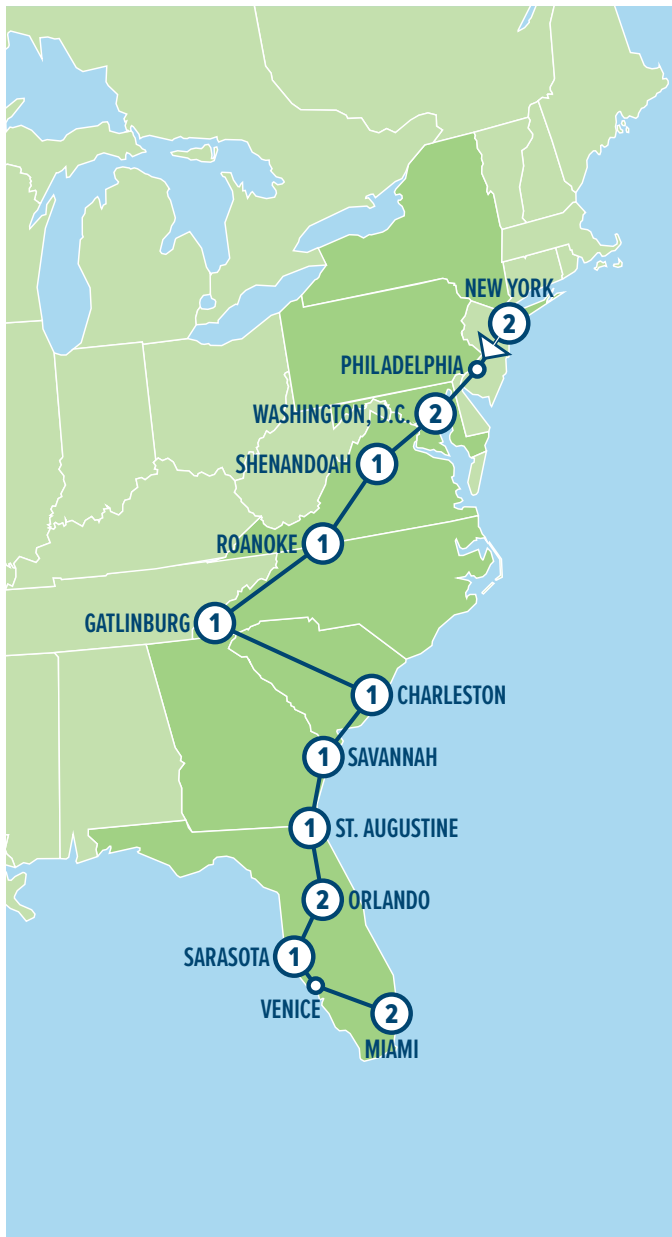 NEW YORK
2
PHILADELPHIA
WASHINGTON, D.C.
2
SHENANDOAH
1
ROANOKE
1
GATLINBURG
1
1
CHARLESTON
1
SAVANNAH
1
ST. AUGUSTINE
2
ORLANDO
SARASOTA
1
VENICE
2
MIAMI